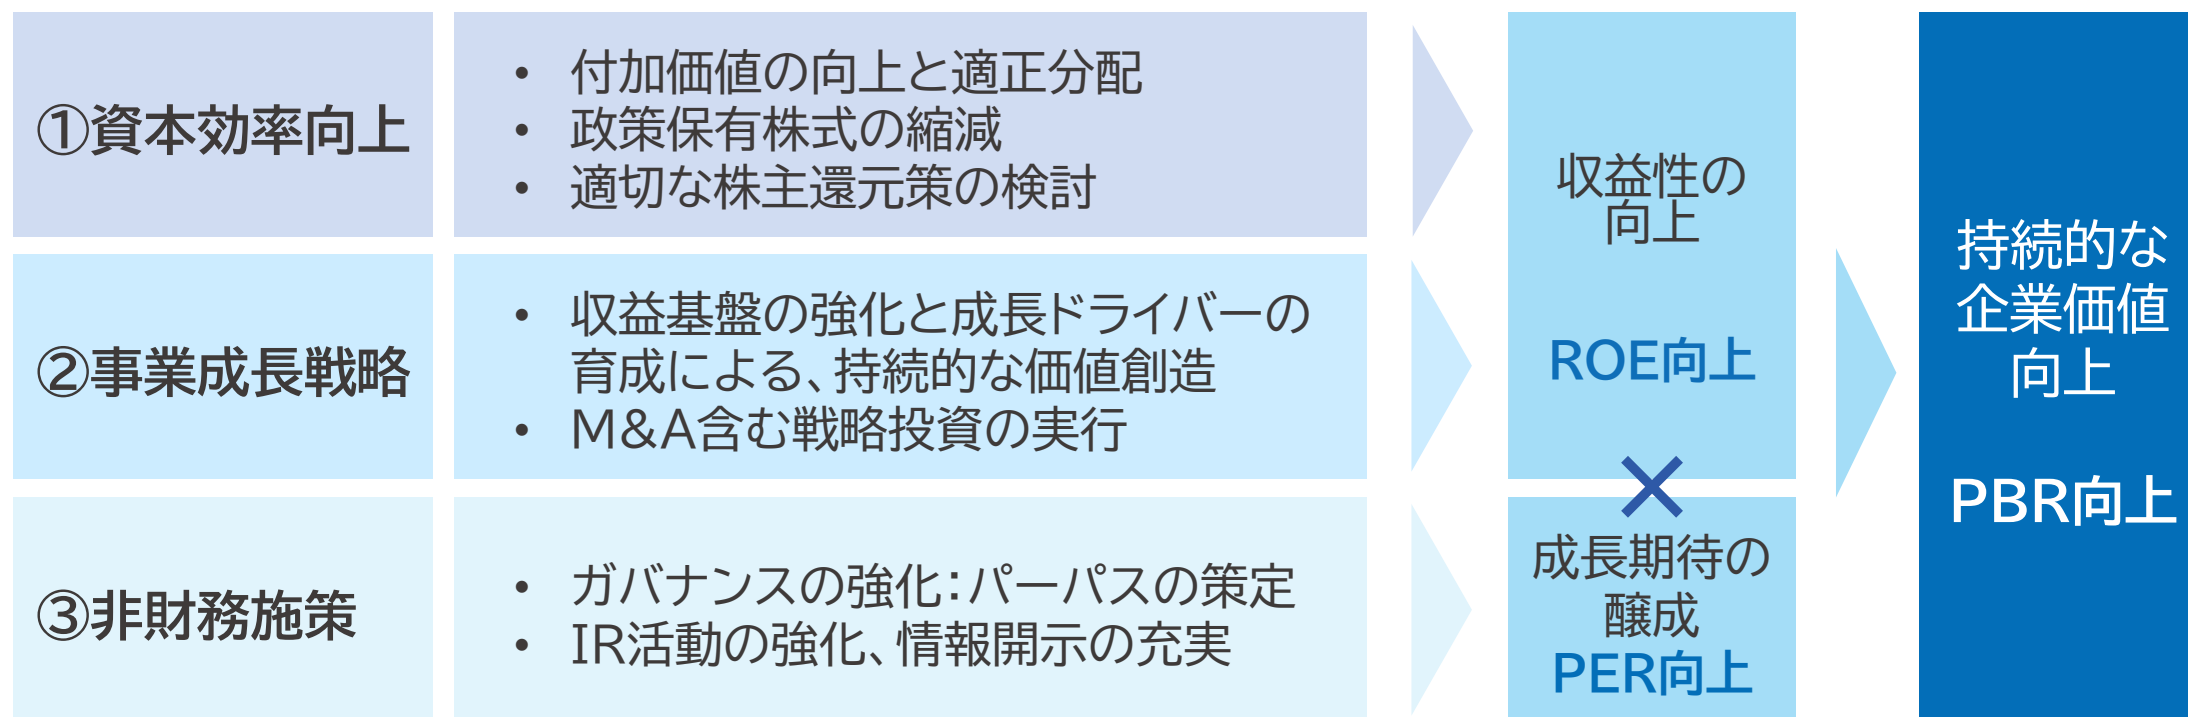 ①資本効率向上
• 付加価値の向上と適正分配
• 政策保有株式の縮減
• 適切な株主還元策の検討
②事業成長戦略
• 収益基盤の強化と成長ドライバーの
育成による、持続的な価値創造
• M&A含む戦略投資の実行
③非財務施策
• ガバナンスの強化：パーパスの策定
• IR活動の強化、情報開示の充実
収益性の
向上
ROE向上
×
成長期待の
醸成
PER向上
持続的な
企業価値
向上
PBR向上